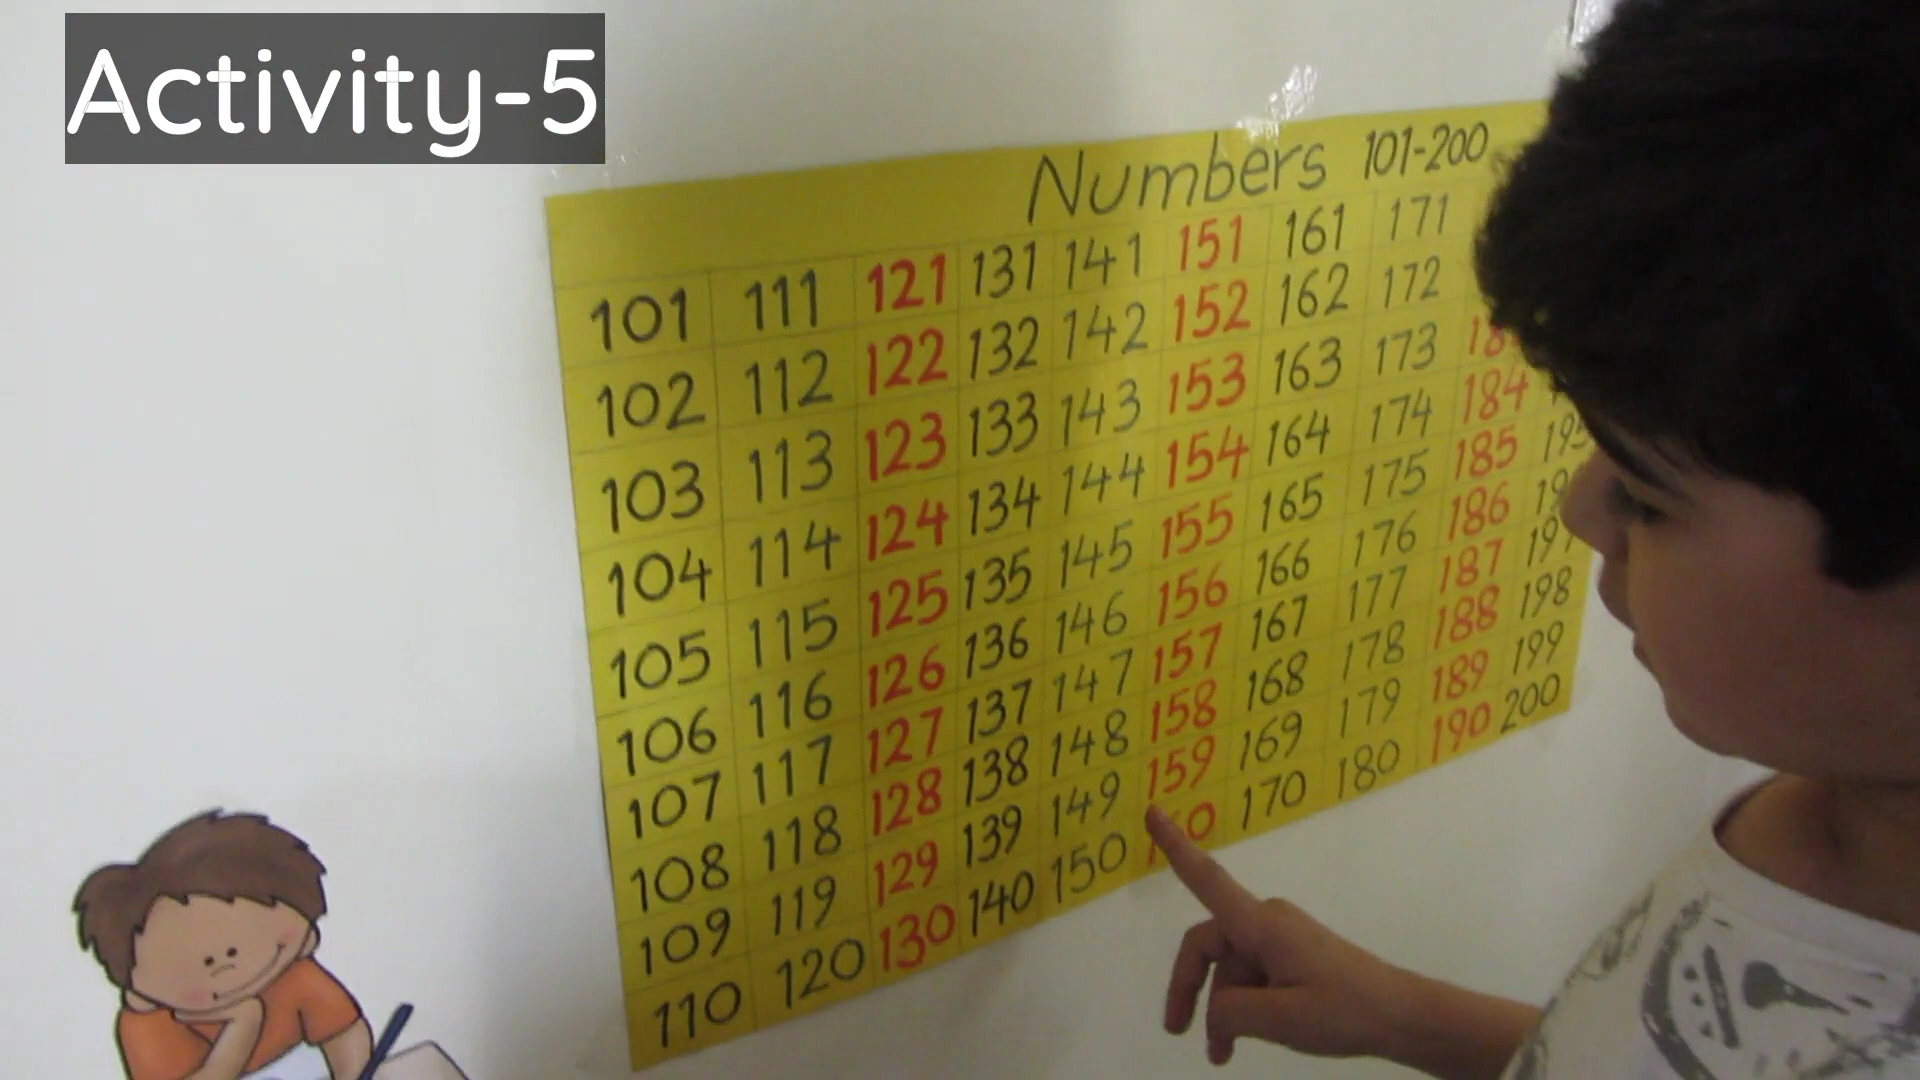 Activity-5
Numbers 101-200
101 111 121 131 141 151 161 171
102 112 122 132 142 152 162 172
103 113 123 133 143 153 163 173
104 114 124 134 144 154 164 174 184
105 115 125 135 145 155 165 175 185 195
106 116 126 136 146 156 166 176 186
107 117 127 137 147 157 167 177 187 197
108 118 128 138 148 158 168 178 188 198
109 119 129 139 149 159 169 179 189 199
110 120 130 140 150 170 180 190 200